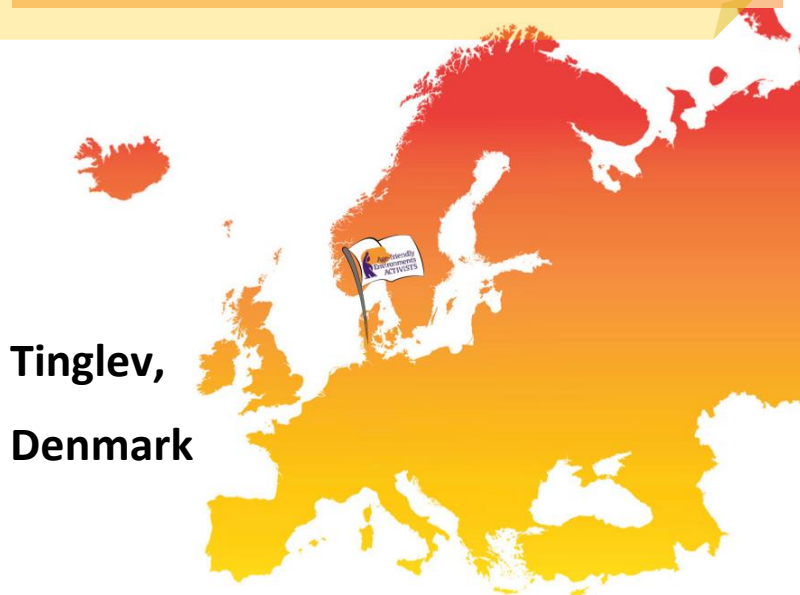 Age-friendly
Environments
ACTIVISTS
Tinglev,
Denmark